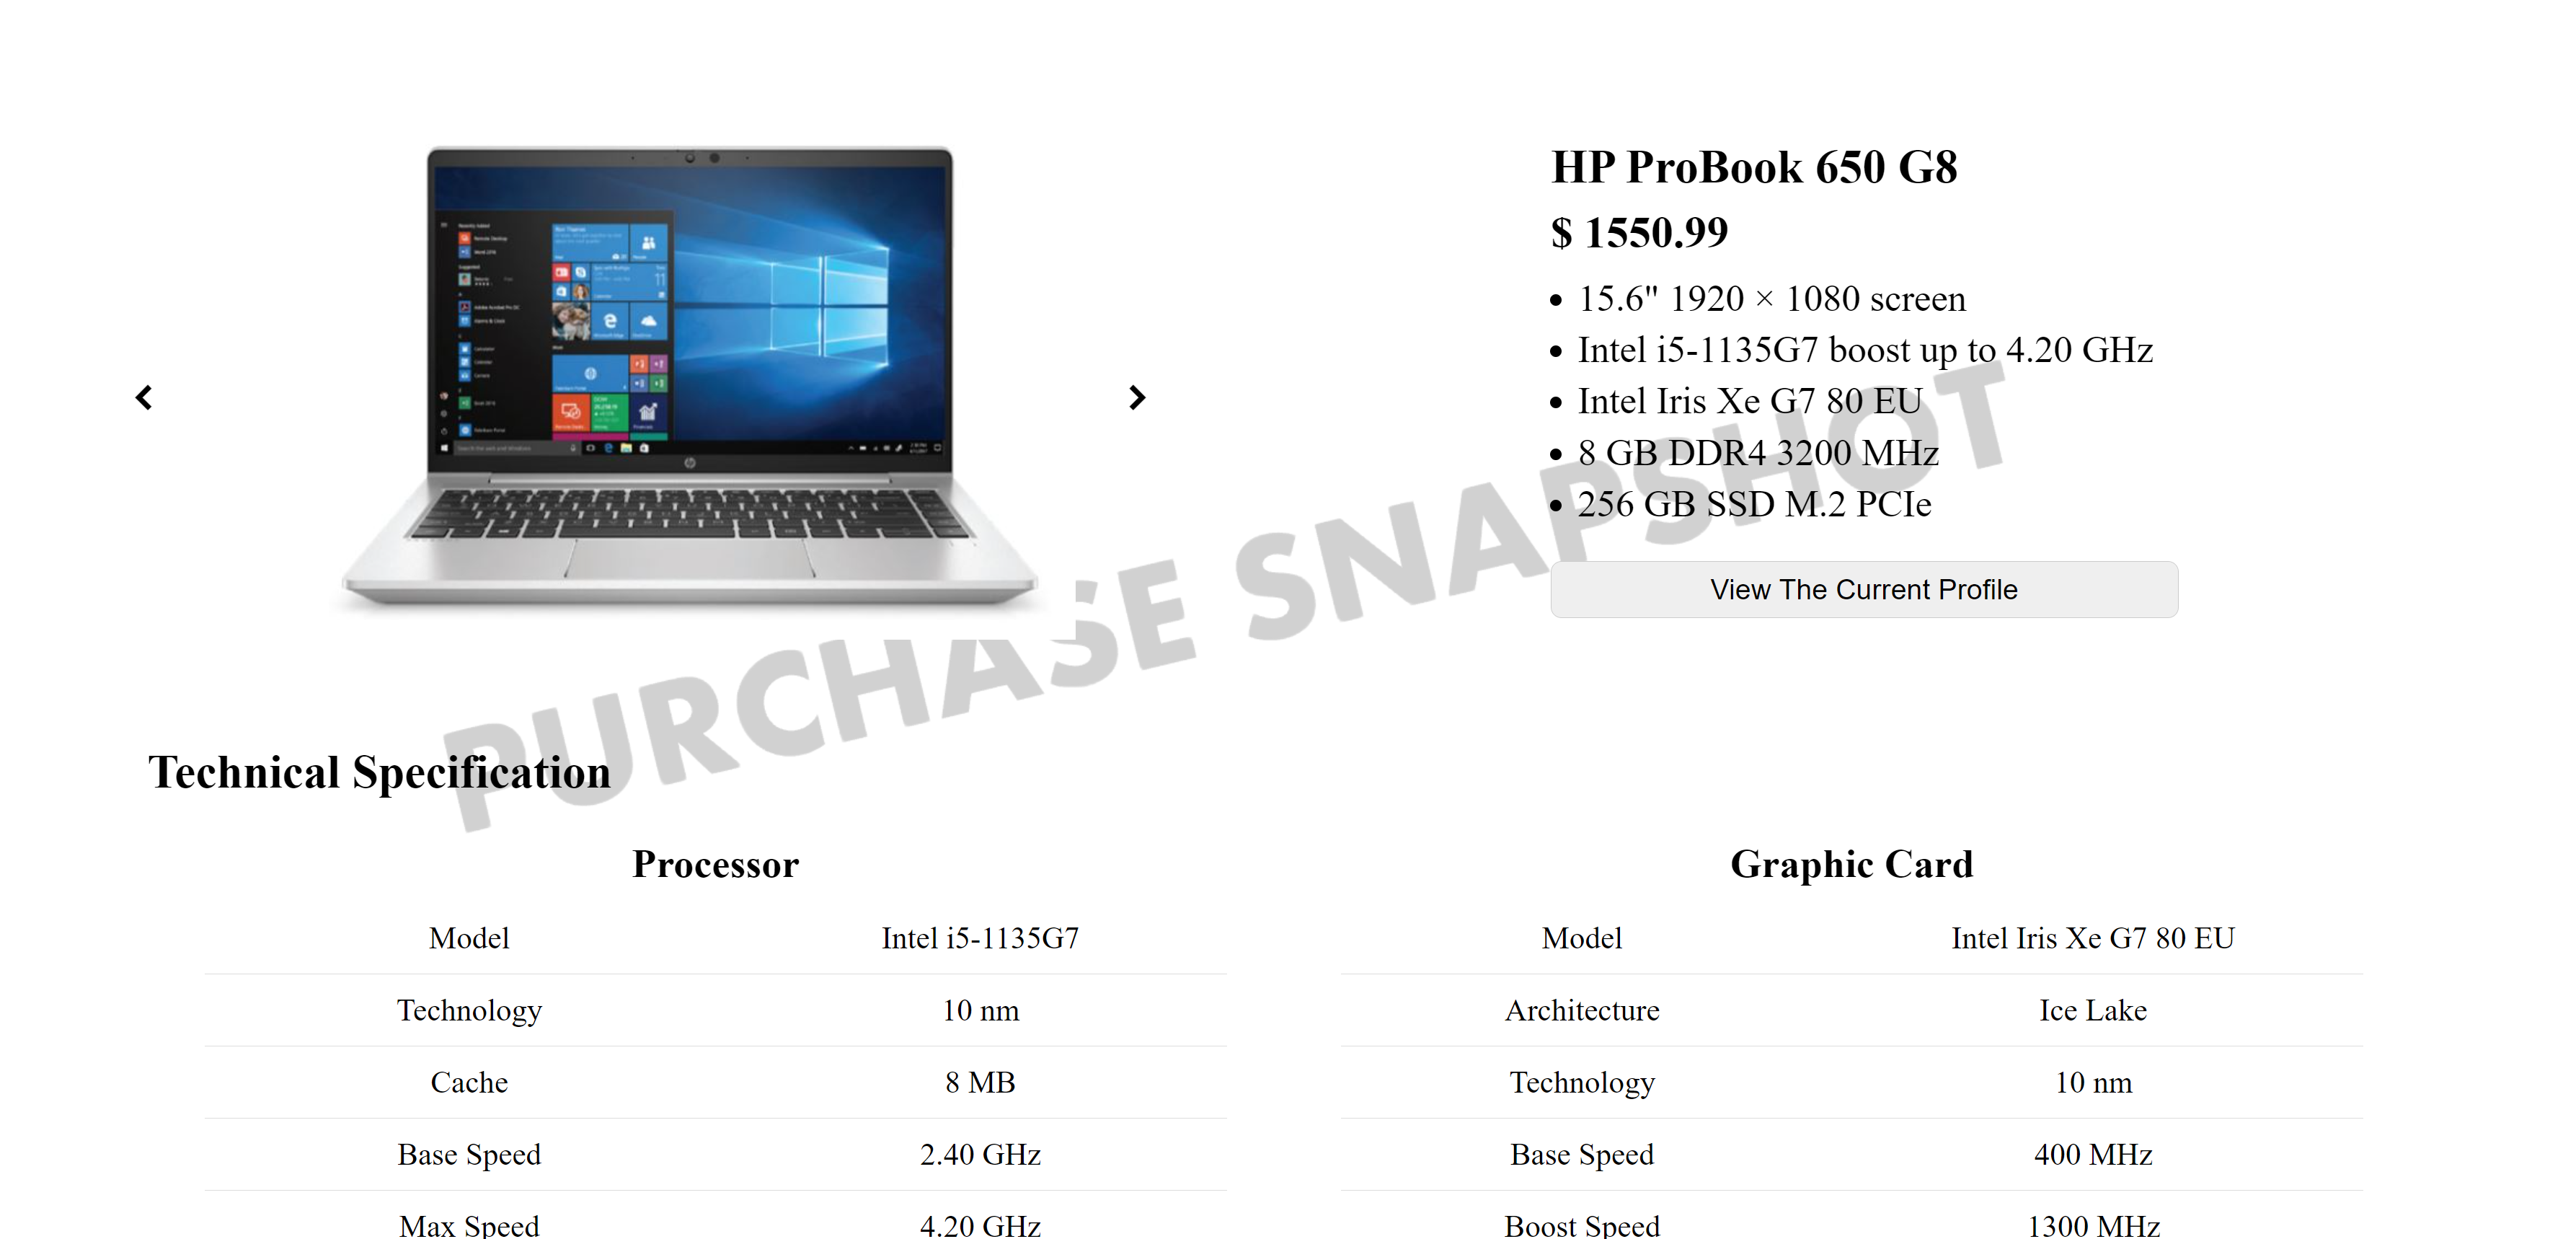 HP ProBook 650 G8
$ 1550.99
15.6" 1920 × 1080 screen
Intel i5-1135G7 boost up to 4.20 GHz
Intel Iris Xe G7 80 EU
8 GB DDR4 3200 MHz
256 GB SSD M.2 PCIe
View The Current Profile
PURCHASE SNAPSHOT
Technical Specification
Processor
Model Intel i5-1135G7
Technology 10 nm
Cache 8 MB
Base Speed 2.40 GHz
Max Speed 4.20 GHz
Graphic Card
Model Intel Iris Xe G7 80 EU
Architecture Ice Lake
Technology 10 nm
Base Speed 400 MHz
Boost Speed 1300 MHz